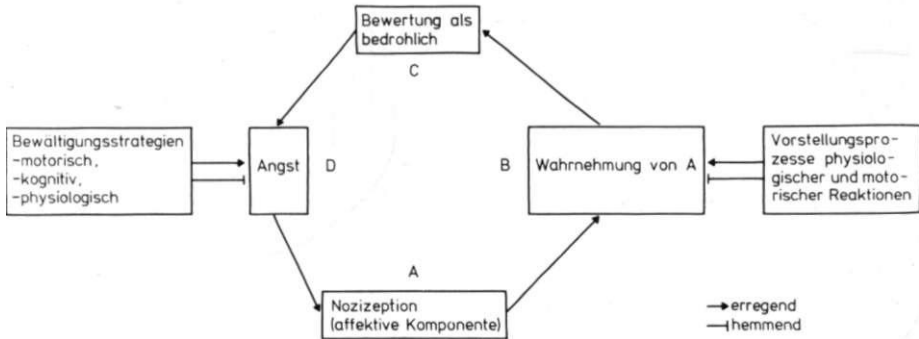 Bewertung als
bedrohlich
C
Bewältigungsstrategien
-motorisch,
-kognitiv,
-physiologisch
Angst
D
B
Wahrnehmung von A
Vorstellungspro-
zesse physiolo-
gischer und moto-
rischer Reaktionen
A
Nozizeption
(affektive Komponente)
erregend
hemmend